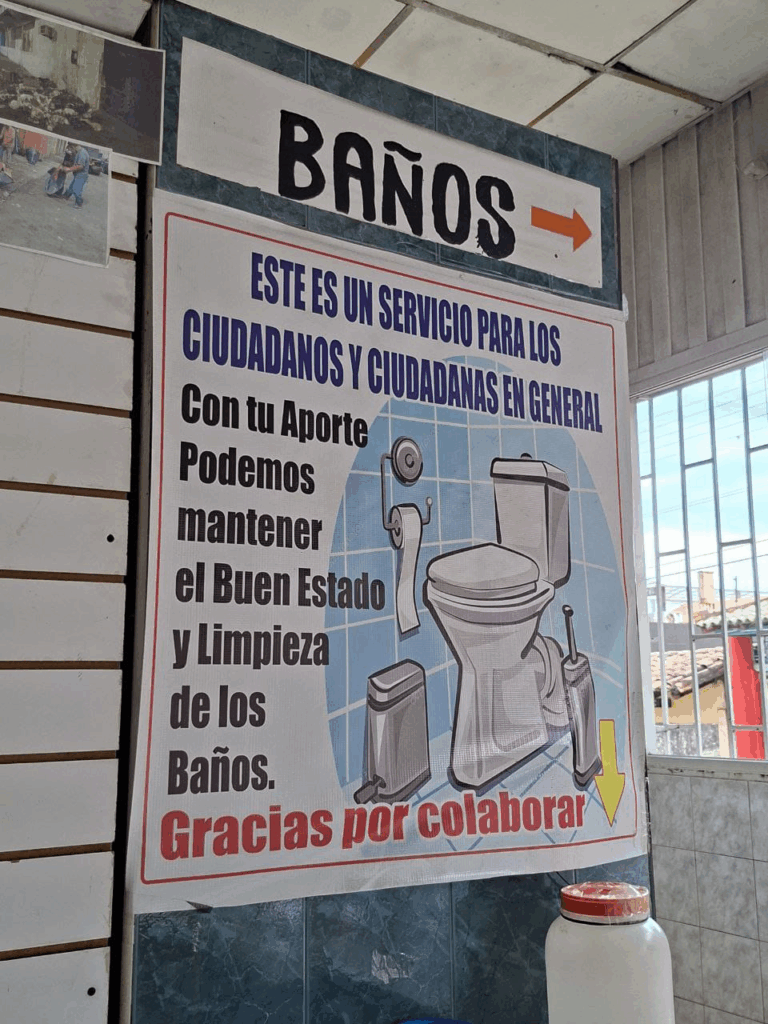 BAÑOS
ESTE ES UN SERVICIO PARA LOS
CIUDADANOS Y CIUDADANAS EN GENERAL
Con tu Aporte
Podemos
mantener
el Buen Estado
y Limpieza
de los
Baños.
Gracias por colaborar